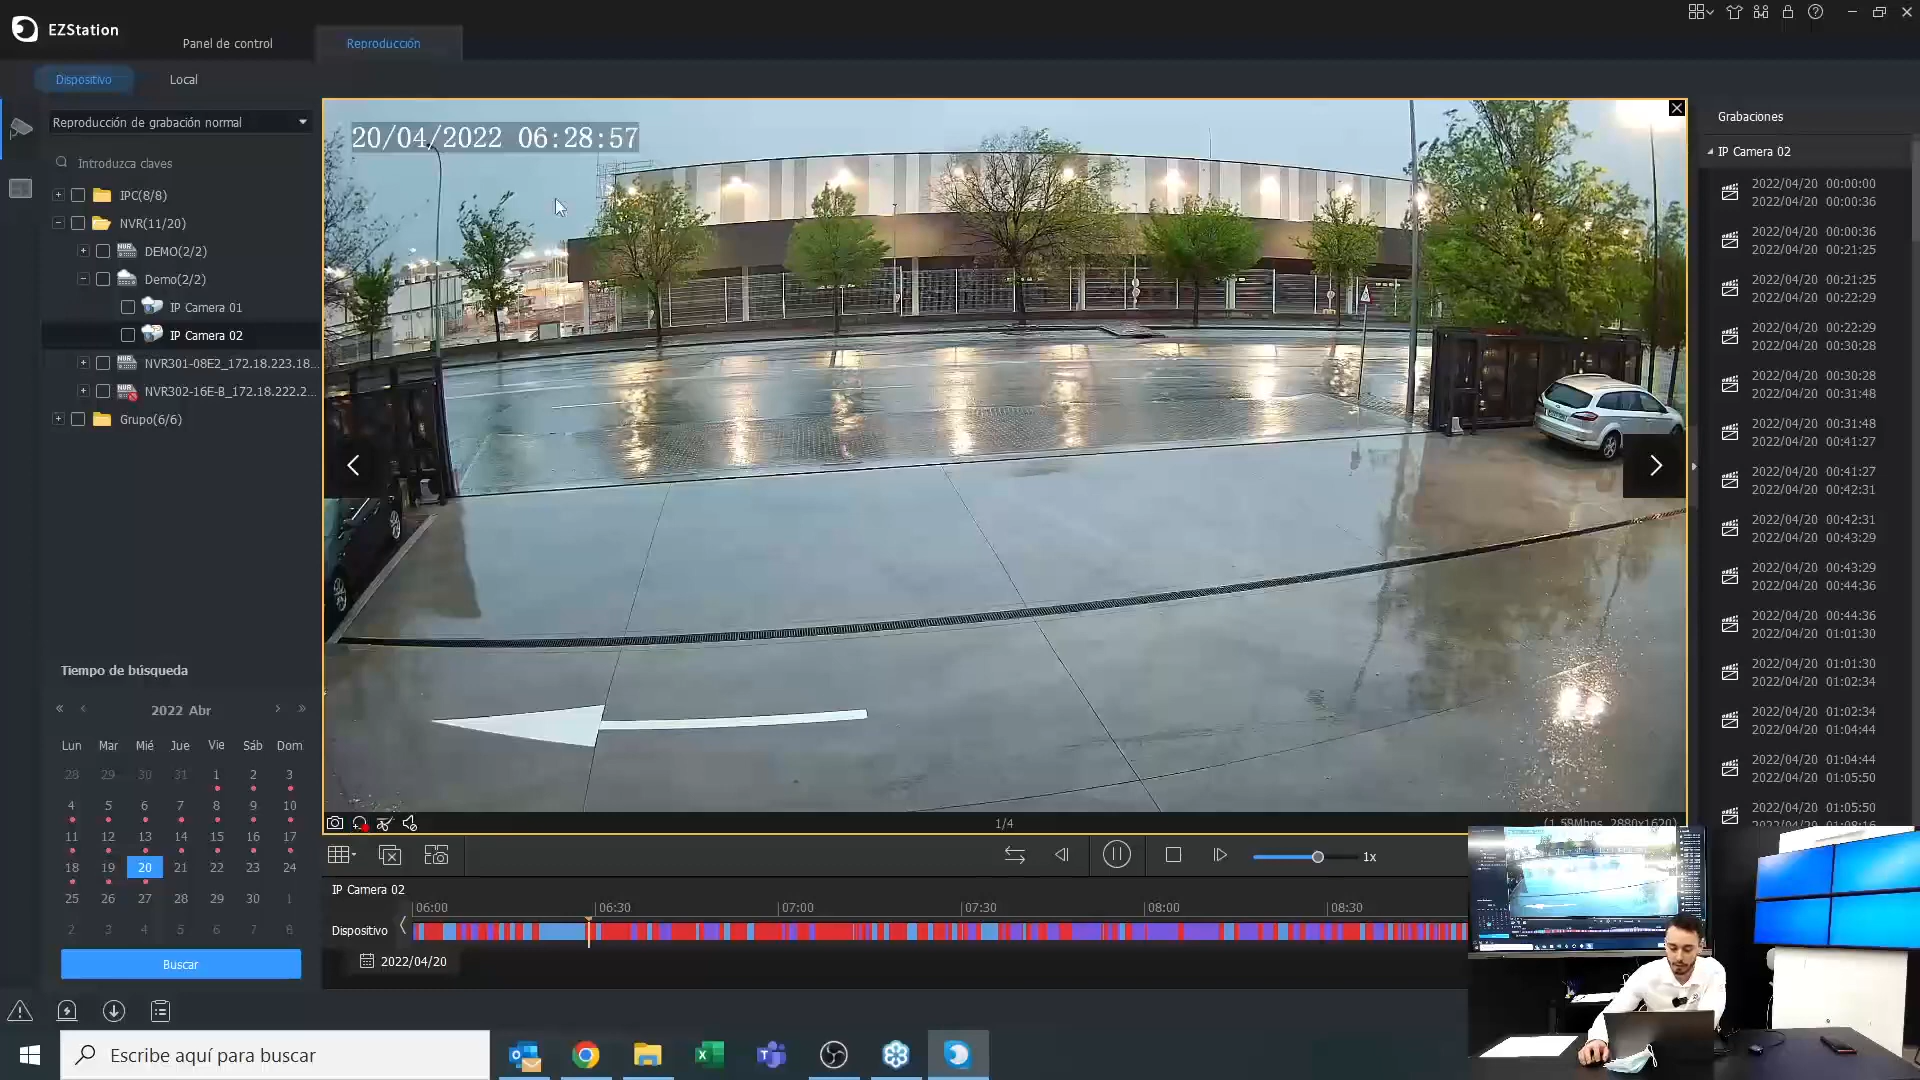 EZStation
Panel de control
Reproducción
Dispositivo
Local
Reproducción de grabación normal
Introduzca claves
IPC(8/8)
NVR(11/20)
DEMO(2/2)
Demo(2/2)
IP Camera 01
IP Camera 02
NVR301-08E2_172.18.223.18...
NVR302-16E-B_172.18.222.2...
Grupo(6/6)
Tiempo de búsqueda
2022 Abr
Lun Mar Mié Jue Vie Sáb Dom
28 29 30 31 1 2 3
4 5 6 7 8 9 10
11 12 13 14 15 16 17
18 19 20 21 22 23 24
25 26 27 28 29 30 1
2 3 4 5 6 7 8
Buscar
20/04/2022 06:28:57
1/4
(1.59Mbps 2880x1620)
1x
IP Camera 02
06:00 06:30 07:00 07:30 08:00 08:30
Dispositivo
2022/04/20
Grabaciones
IP Camera 02
2022/04/20 00:00:00
2022/04/20 00:00:36
2022/04/20 00:00:36
2022/04/20 00:21:25
2022/04/20 00:21:25
2022/04/20 00:22:29
2022/04/20 00:22:29
2022/04/20 00:30:28
2022/04/20 00:30:28
2022/04/20 00:31:48
2022/04/20 00:31:48
2022/04/20 00:41:27
2022/04/20 00:41:27
2022/04/20 00:42:31
2022/04/20 00:42:31
2022/04/20 00:43:29
2022/04/20 00:43:29
2022/04/20 00:44:36
2022/04/20 00:44:36
2022/04/20 01:01:30
2022/04/20 01:01:30
2022/04/20 01:02:34
2022/04/20 01:02:34
2022/04/20 01:04:44
2022/04/20 01:04:44
2022/04/20 01:05:50
2022/04/20 01:05:50
Escribe aquí para buscar